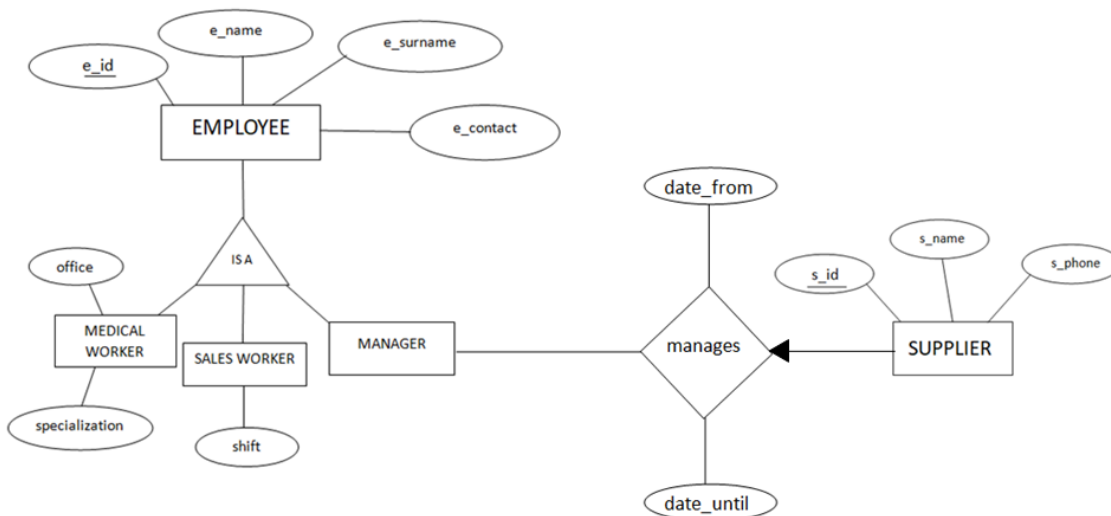 e_name
e_surname
e_id
EMPLOYEE
e_contact
date_from
s_name
office
IS A
s_id
s_phone
MEDICAL
WORKER
SALES WORKER
MANAGER
manages
SUPPLIER
specialization
shift
date_until